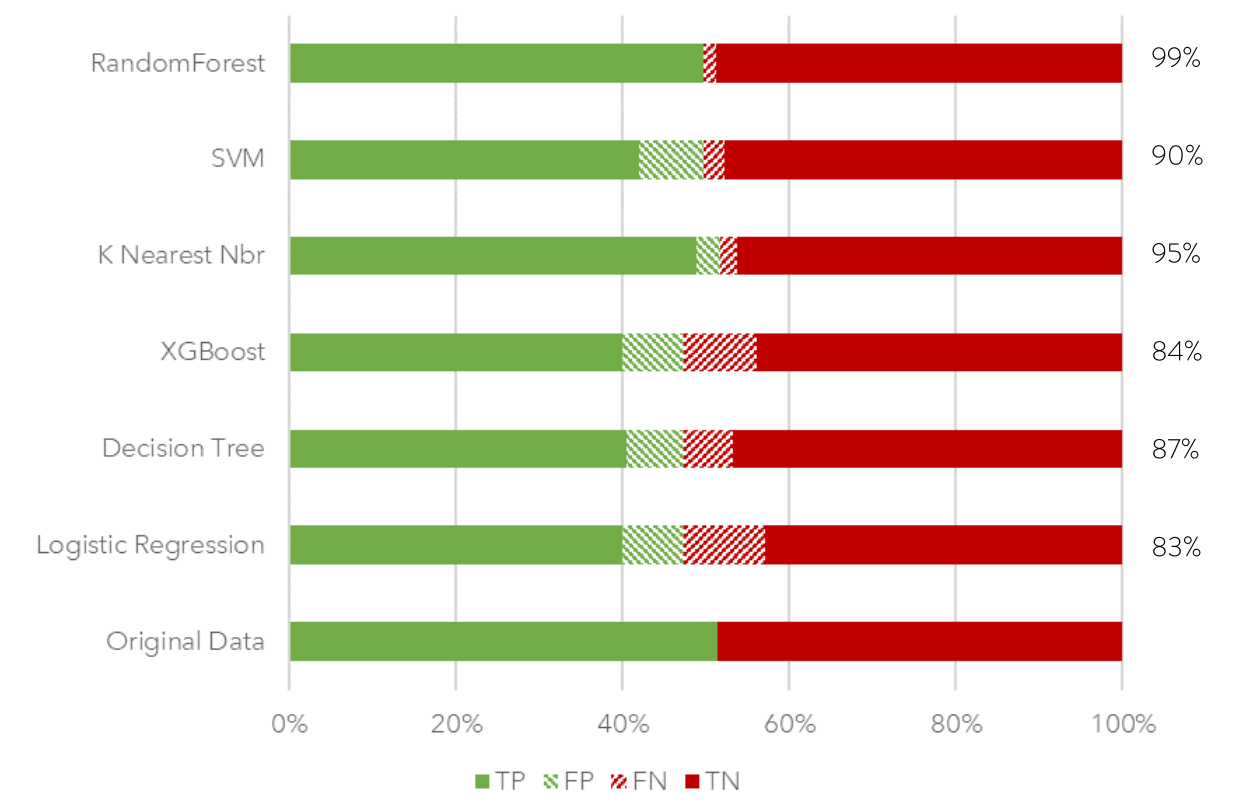 RandomForest 99%
SVM 90%
K Nearest Nbr 95%
XGBoost 84%
Decision Tree 87%
Logistic Regression 83%
Original Data
0% 20% 40% 60% 80% 100%
TP FP FN TN